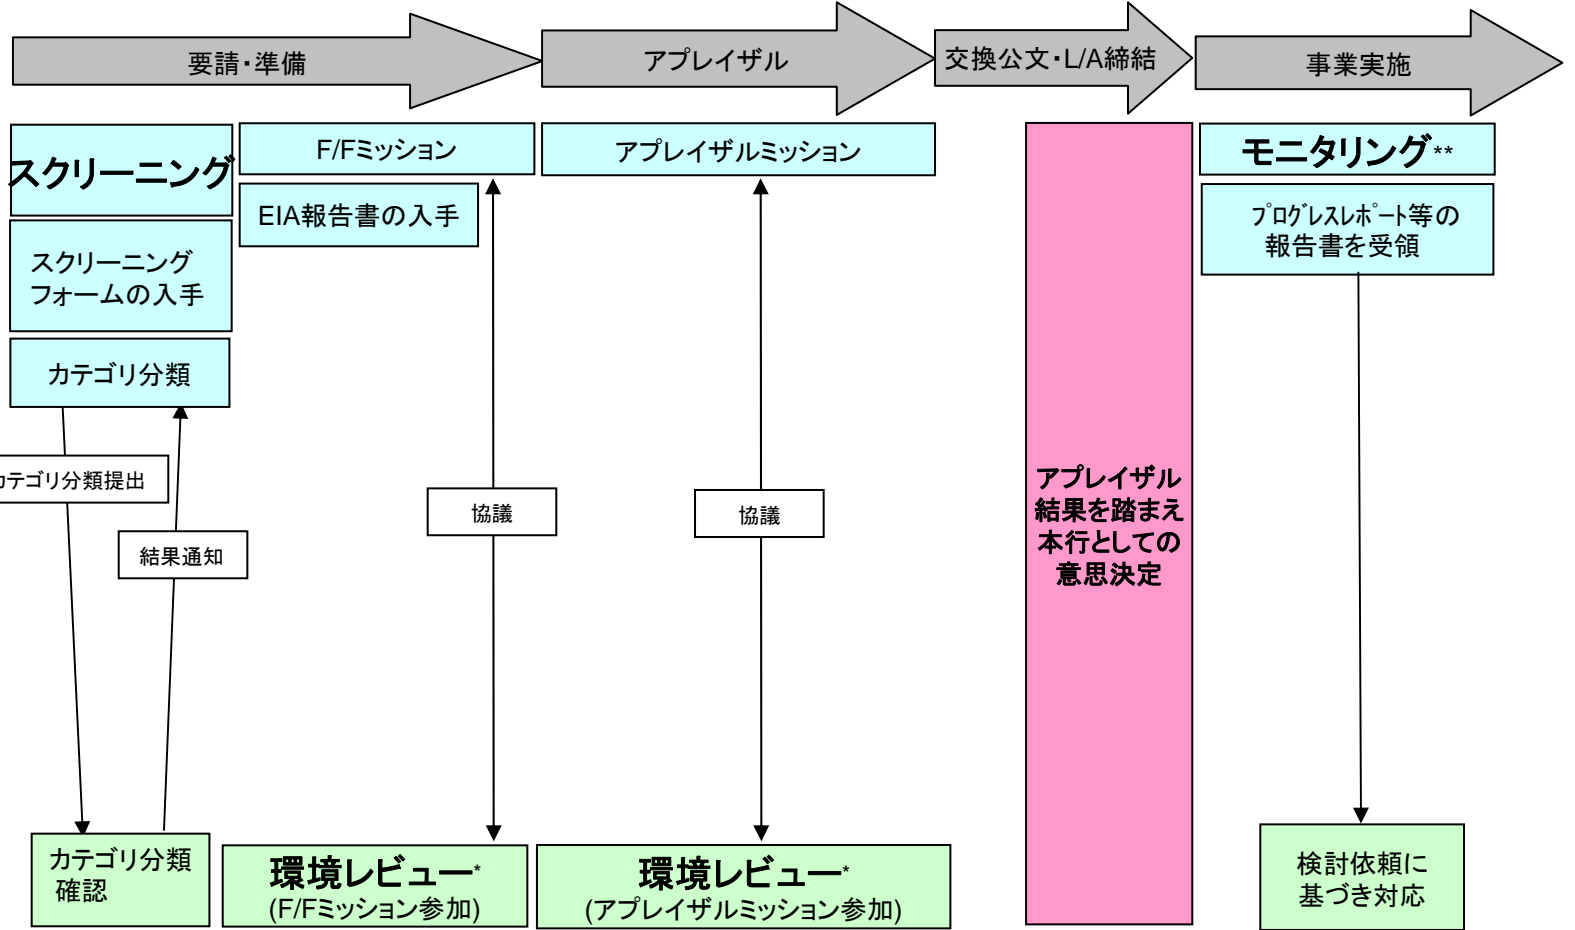 要請・準備
アプレイザル
交換公文・L/A締結
事業実施
スクリーニング
F/Fミッション
アプレイザルミッション
モニタリング**
EIA報告書の入手
プログレスレポート等の
報告書を受領
スクリーニング
フォームの入手
カテゴリ分類
カテゴリ分類提出
結果通知
協議
協議
アプレイザル
結果を踏まえ
本行としての
意思決定
カテゴリ分類
確認
環境レビュー*
(F/Fミッション参加)
環境レビュー*
(アプレイザルミッション参加)
検討依頼に
基づき対応